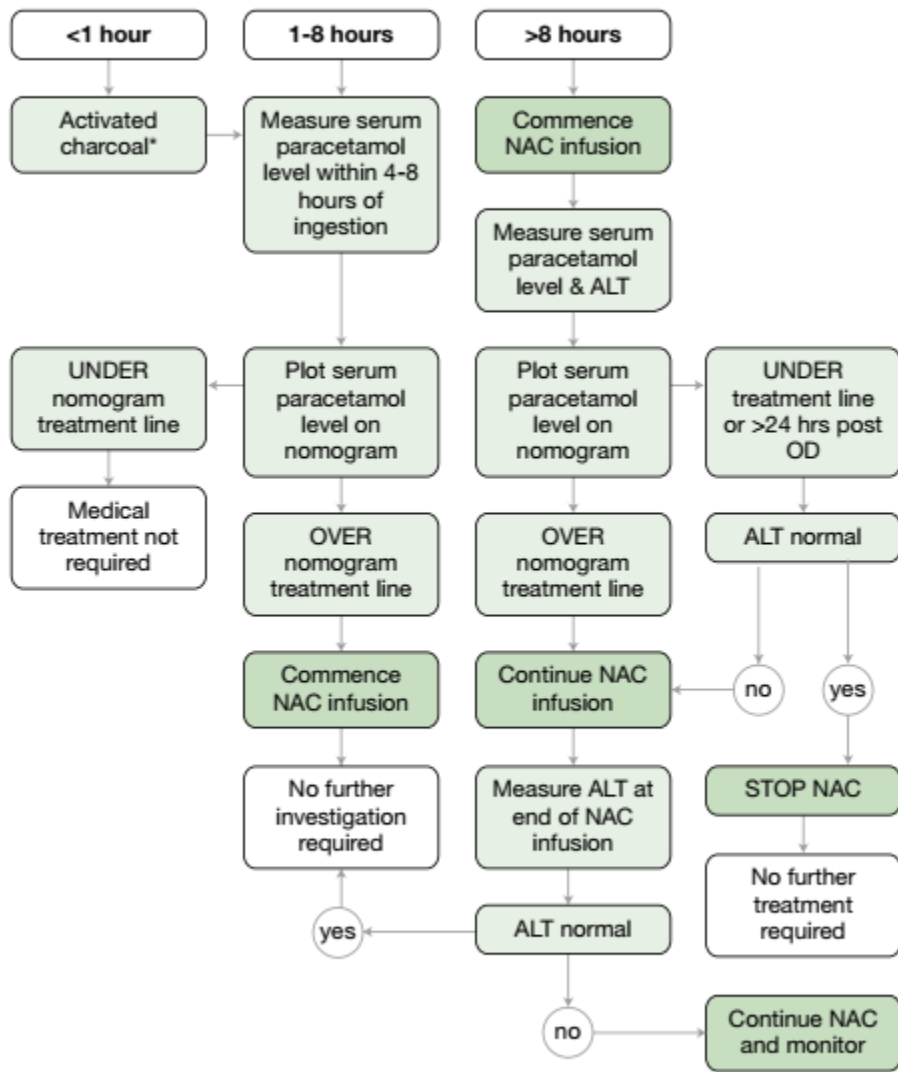 <1 hour
1-8 hours
>8 hours
Activated
charcoal*
Measure serum
paracetamol
level within 4-8
hours of
ingestion
Commence
NAC infusion
Measure serum
paracetamol
level & ALT
UNDER
nomogram
treatment line
Plot serum
paracetamol
level on
nomogram
Plot serum
paracetamol
level on
nomogram
UNDER
treatment line
or >24 hrs post
OD
Medical
treatment not
required
OVER
nomogram
treatment line
OVER
nomogram
treatment line
ALT normal
Commence
NAC infusion
Continue NAC
infusion
no
yes
No further
investigation
required
Measure ALT at
end of NAC
infusion
STOP NAC
No further
treatment
required
yes
ALT normal
no
Continue NAC
and monitor